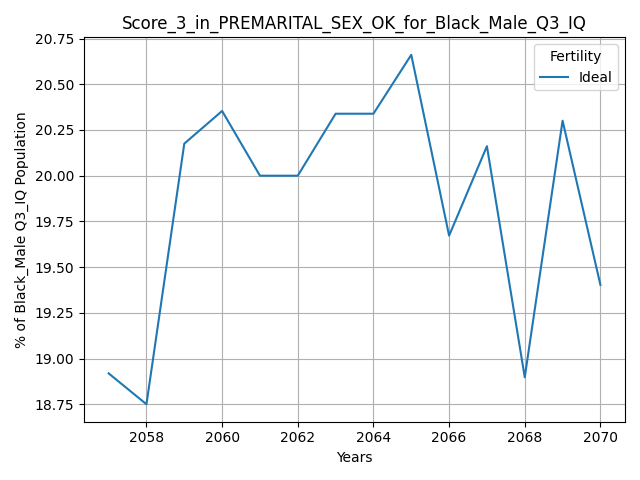 Score_3_in_PREMARITAL_SEX_OK_for_Black_Male_Q3_IQ
Fertility
Ideal
% of Black_Male Q3_IQ Population
20.75
20.50
20.25
20.00
19.75
19.50
19.25
19.00
18.75
2058 2060 2062 2064 2066 2068 2070
Years